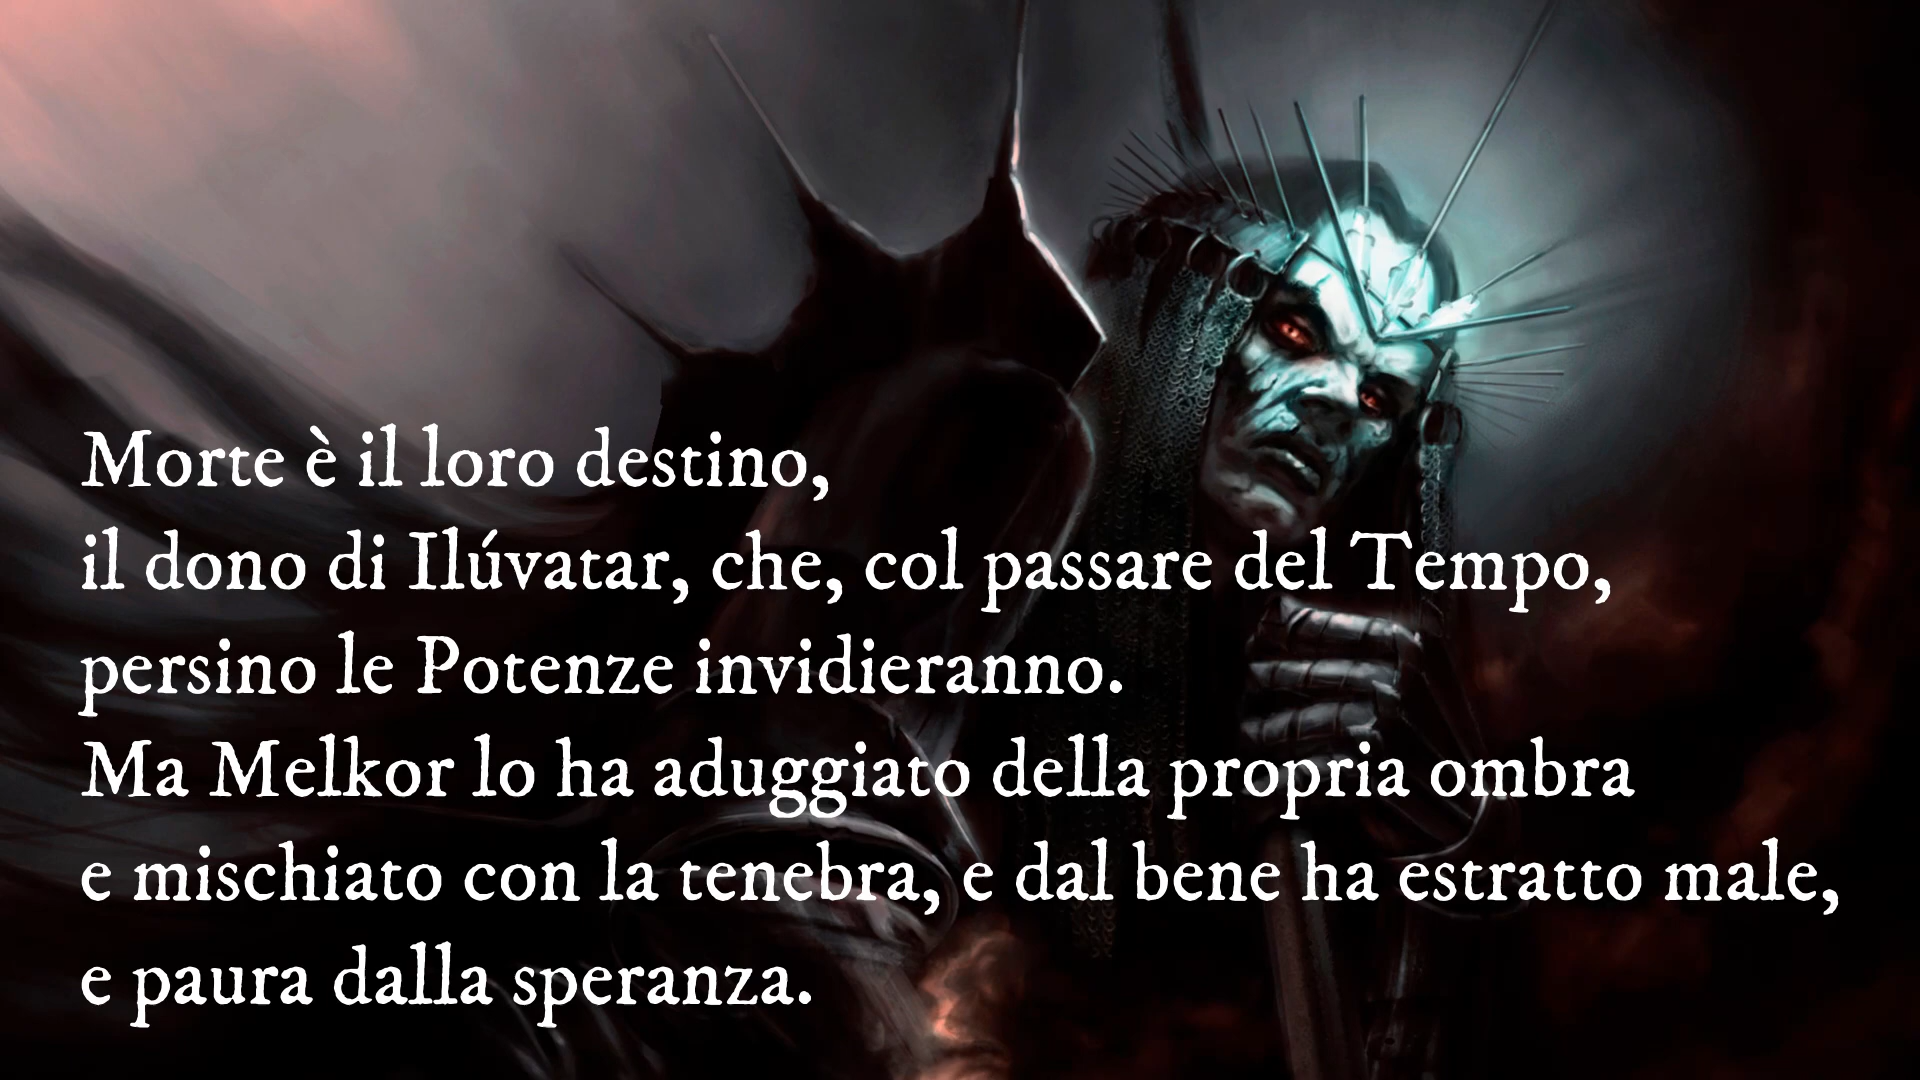 Morte è il loro destino,
il dono di Ilúvatar, che, col passare del Tempo,
persino le Potenze invidieranno.
Ma Melkor lo ha aduggiato della propria ombra
e mischiato con la tenebra, e dal bene ha estratto male,
e paura dalla speranza.